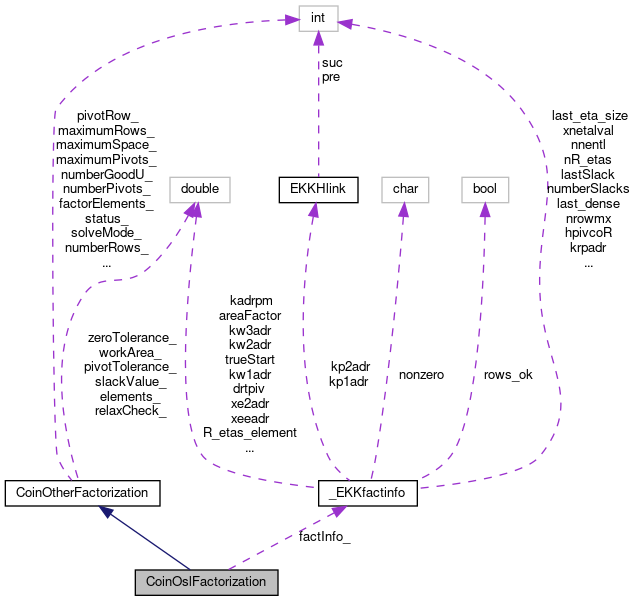 int
suc
pre
pivotRow_
maximumRows_
maximumSpace_
maximumPivots_
numberGoodU_
numberPivots_
factorElements_
status_
solveMode_
numberRows_
...
last_eta_size
xnetalval
nnentl
nR_etas
lastSlack
numberSlacks
last_dense
nrowmx
hpivcoR
krpadr
...
double
EKKHlink
char
bool
zeroTolerance_
workArea_
pivotTolerance_
slackValue_
elements_
relaxCheck_
kadrpm
areaFactor
kw3adr
kw2adr
trueStart
kw1adr
drtpiv
xe2adr
xeeadr
R_etas_element
...
kp2adr
kp1adr
nonzero
rows_ok
CoinOtherFactorization
_EKKfactinfo
factInfo_
CoinOslFactorization